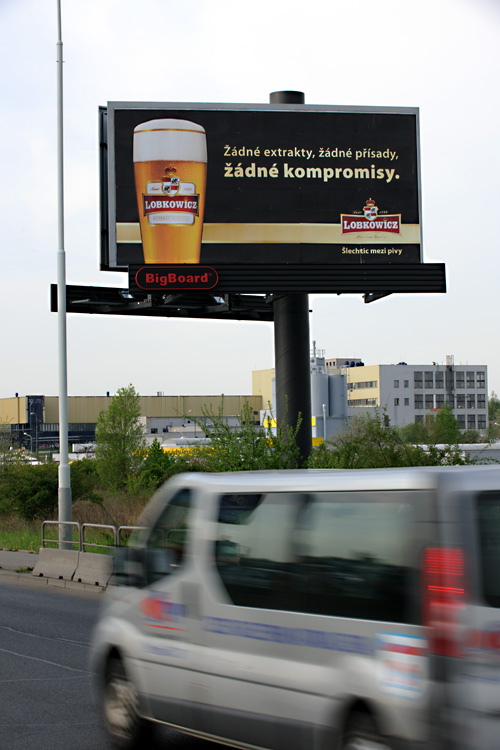 Žádné extrakty, žádné přísady,
žádné kompromisy.
LOBKOWICZ
LOBKOWICZ
Šlechtic mezi pivy
BigBoard